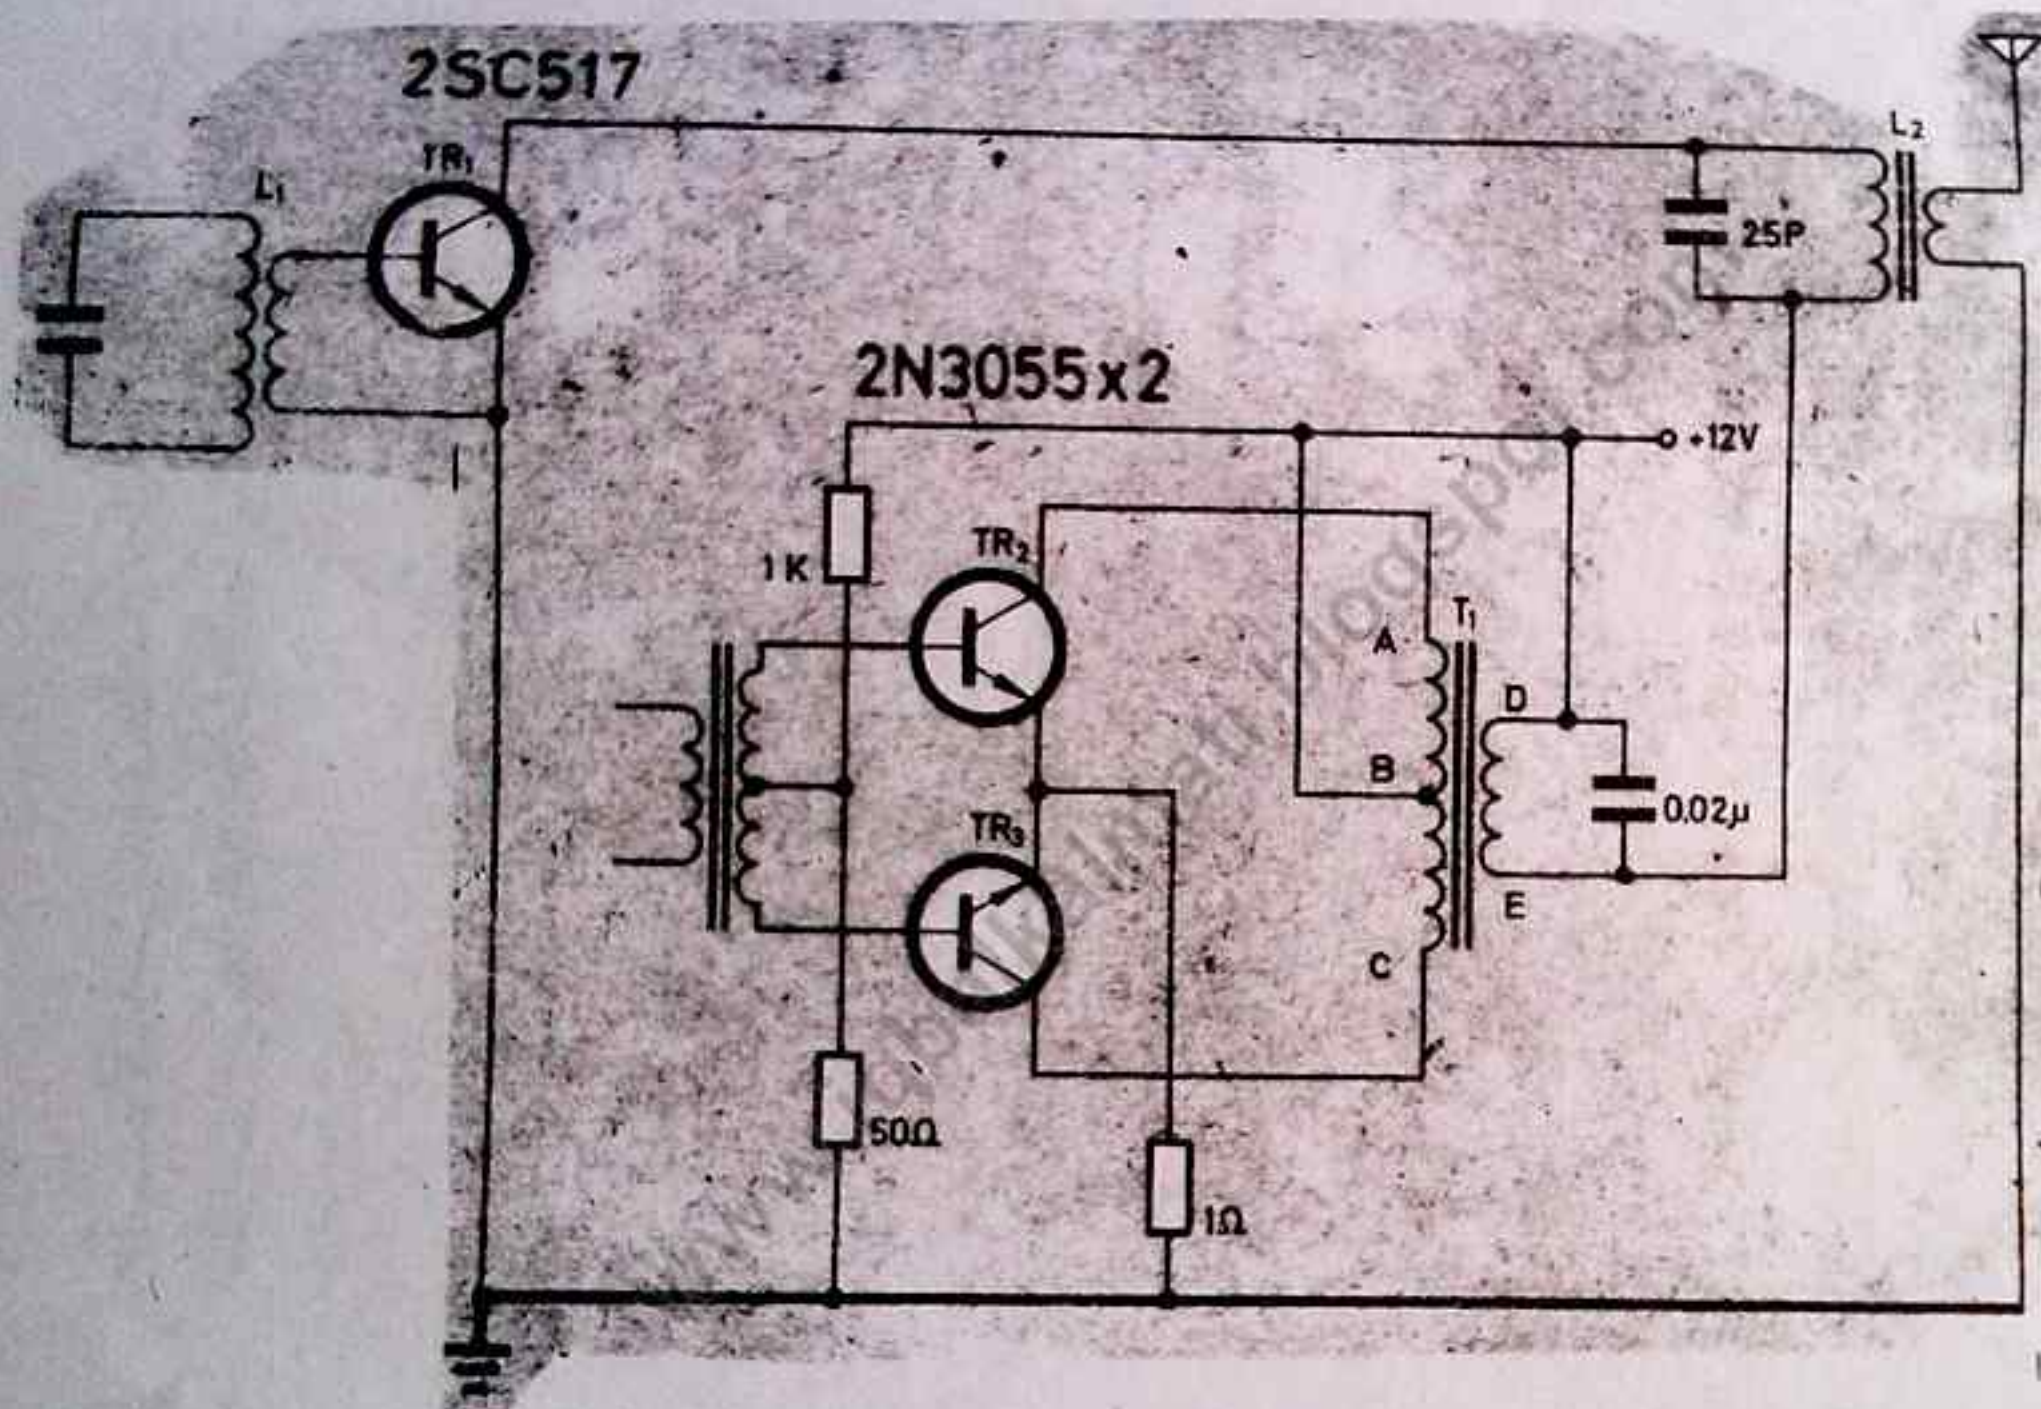 2SC517
TR₁
L₁
L₂
25P
2N3055x2
+12V
1K
TR₂
T₁
A
D
B
0.02µ
TR₃
E
C
50Ω
1Ω